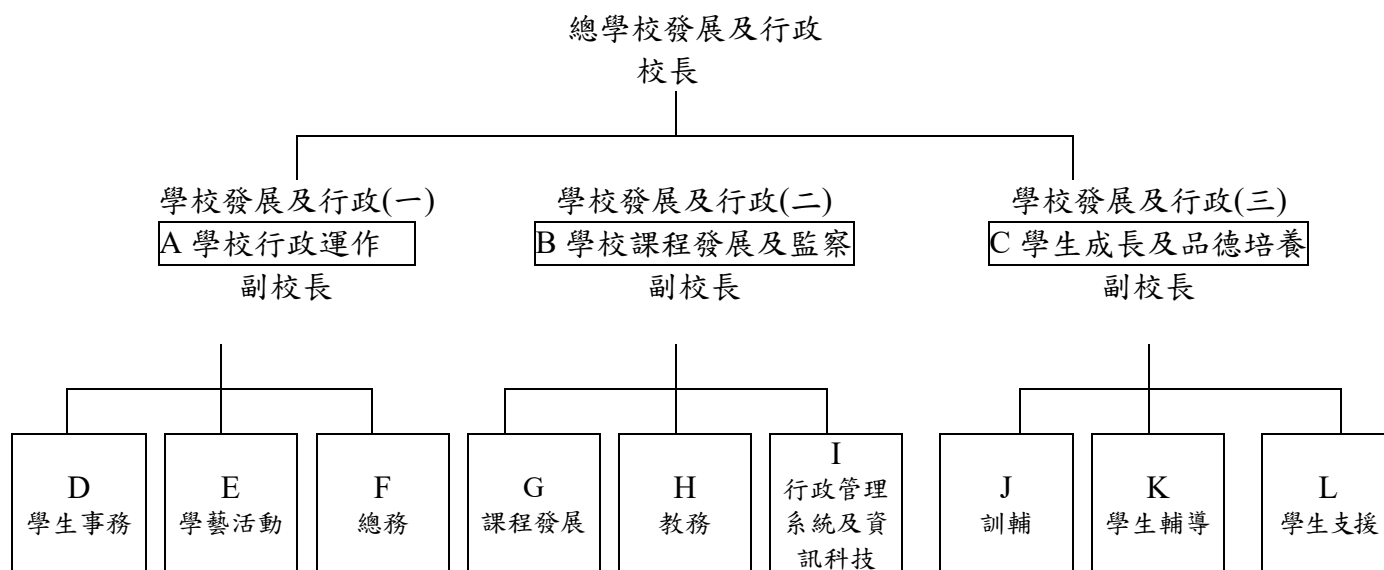 總學校發展及行政
校長
學校發展及行政(一)
A 學校行政運作
副校長
學校發展及行政(二)
B 學校課程發展及監察
副校長
學校發展及行政(三)
C 學生成長及品德培養
副校長
D
學生事務
E
學藝活動
F
總務
G
課程發展
H
教務
I
行政管理
系統及資
訊科技
J
訓輔
K
學生輔導
L
學生支援